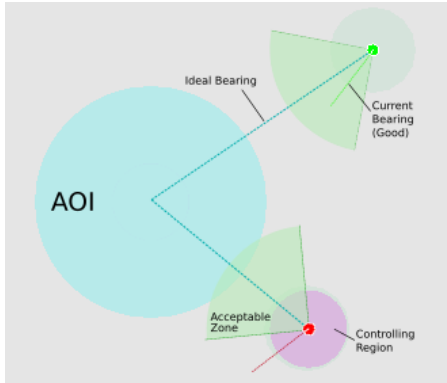 Ideal Bearing
Current
Bearing
(Good)
AOI
Acceptable
Zone
Controlling
Region